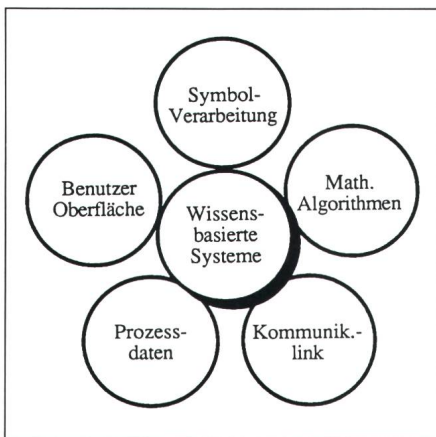 Symbol-
Verarbeitung
Benutzer
Oberfläche
Math.
Algorithmen
Wissens-
basierte
Systeme
Prozess-
daten
Kommunik.-
link